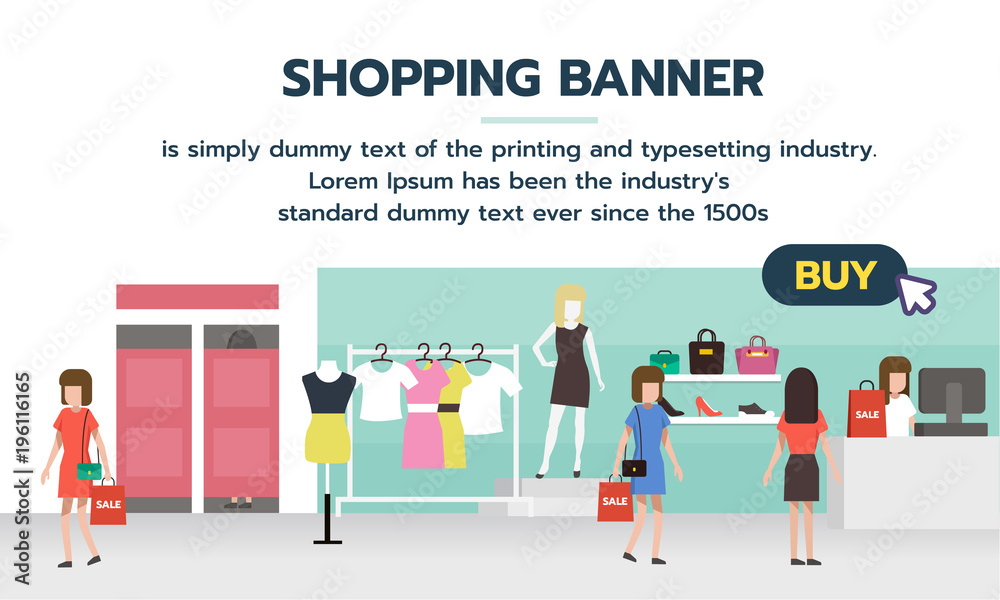 SHOPPING BANNER
is simply dummy text of the printing and typesetting industry.
Lorem Ipsum has been the industry's
standard dummy text ever since the 1500s
BUY
SALE
SALE
SALE
Adobe Stock | #196116165